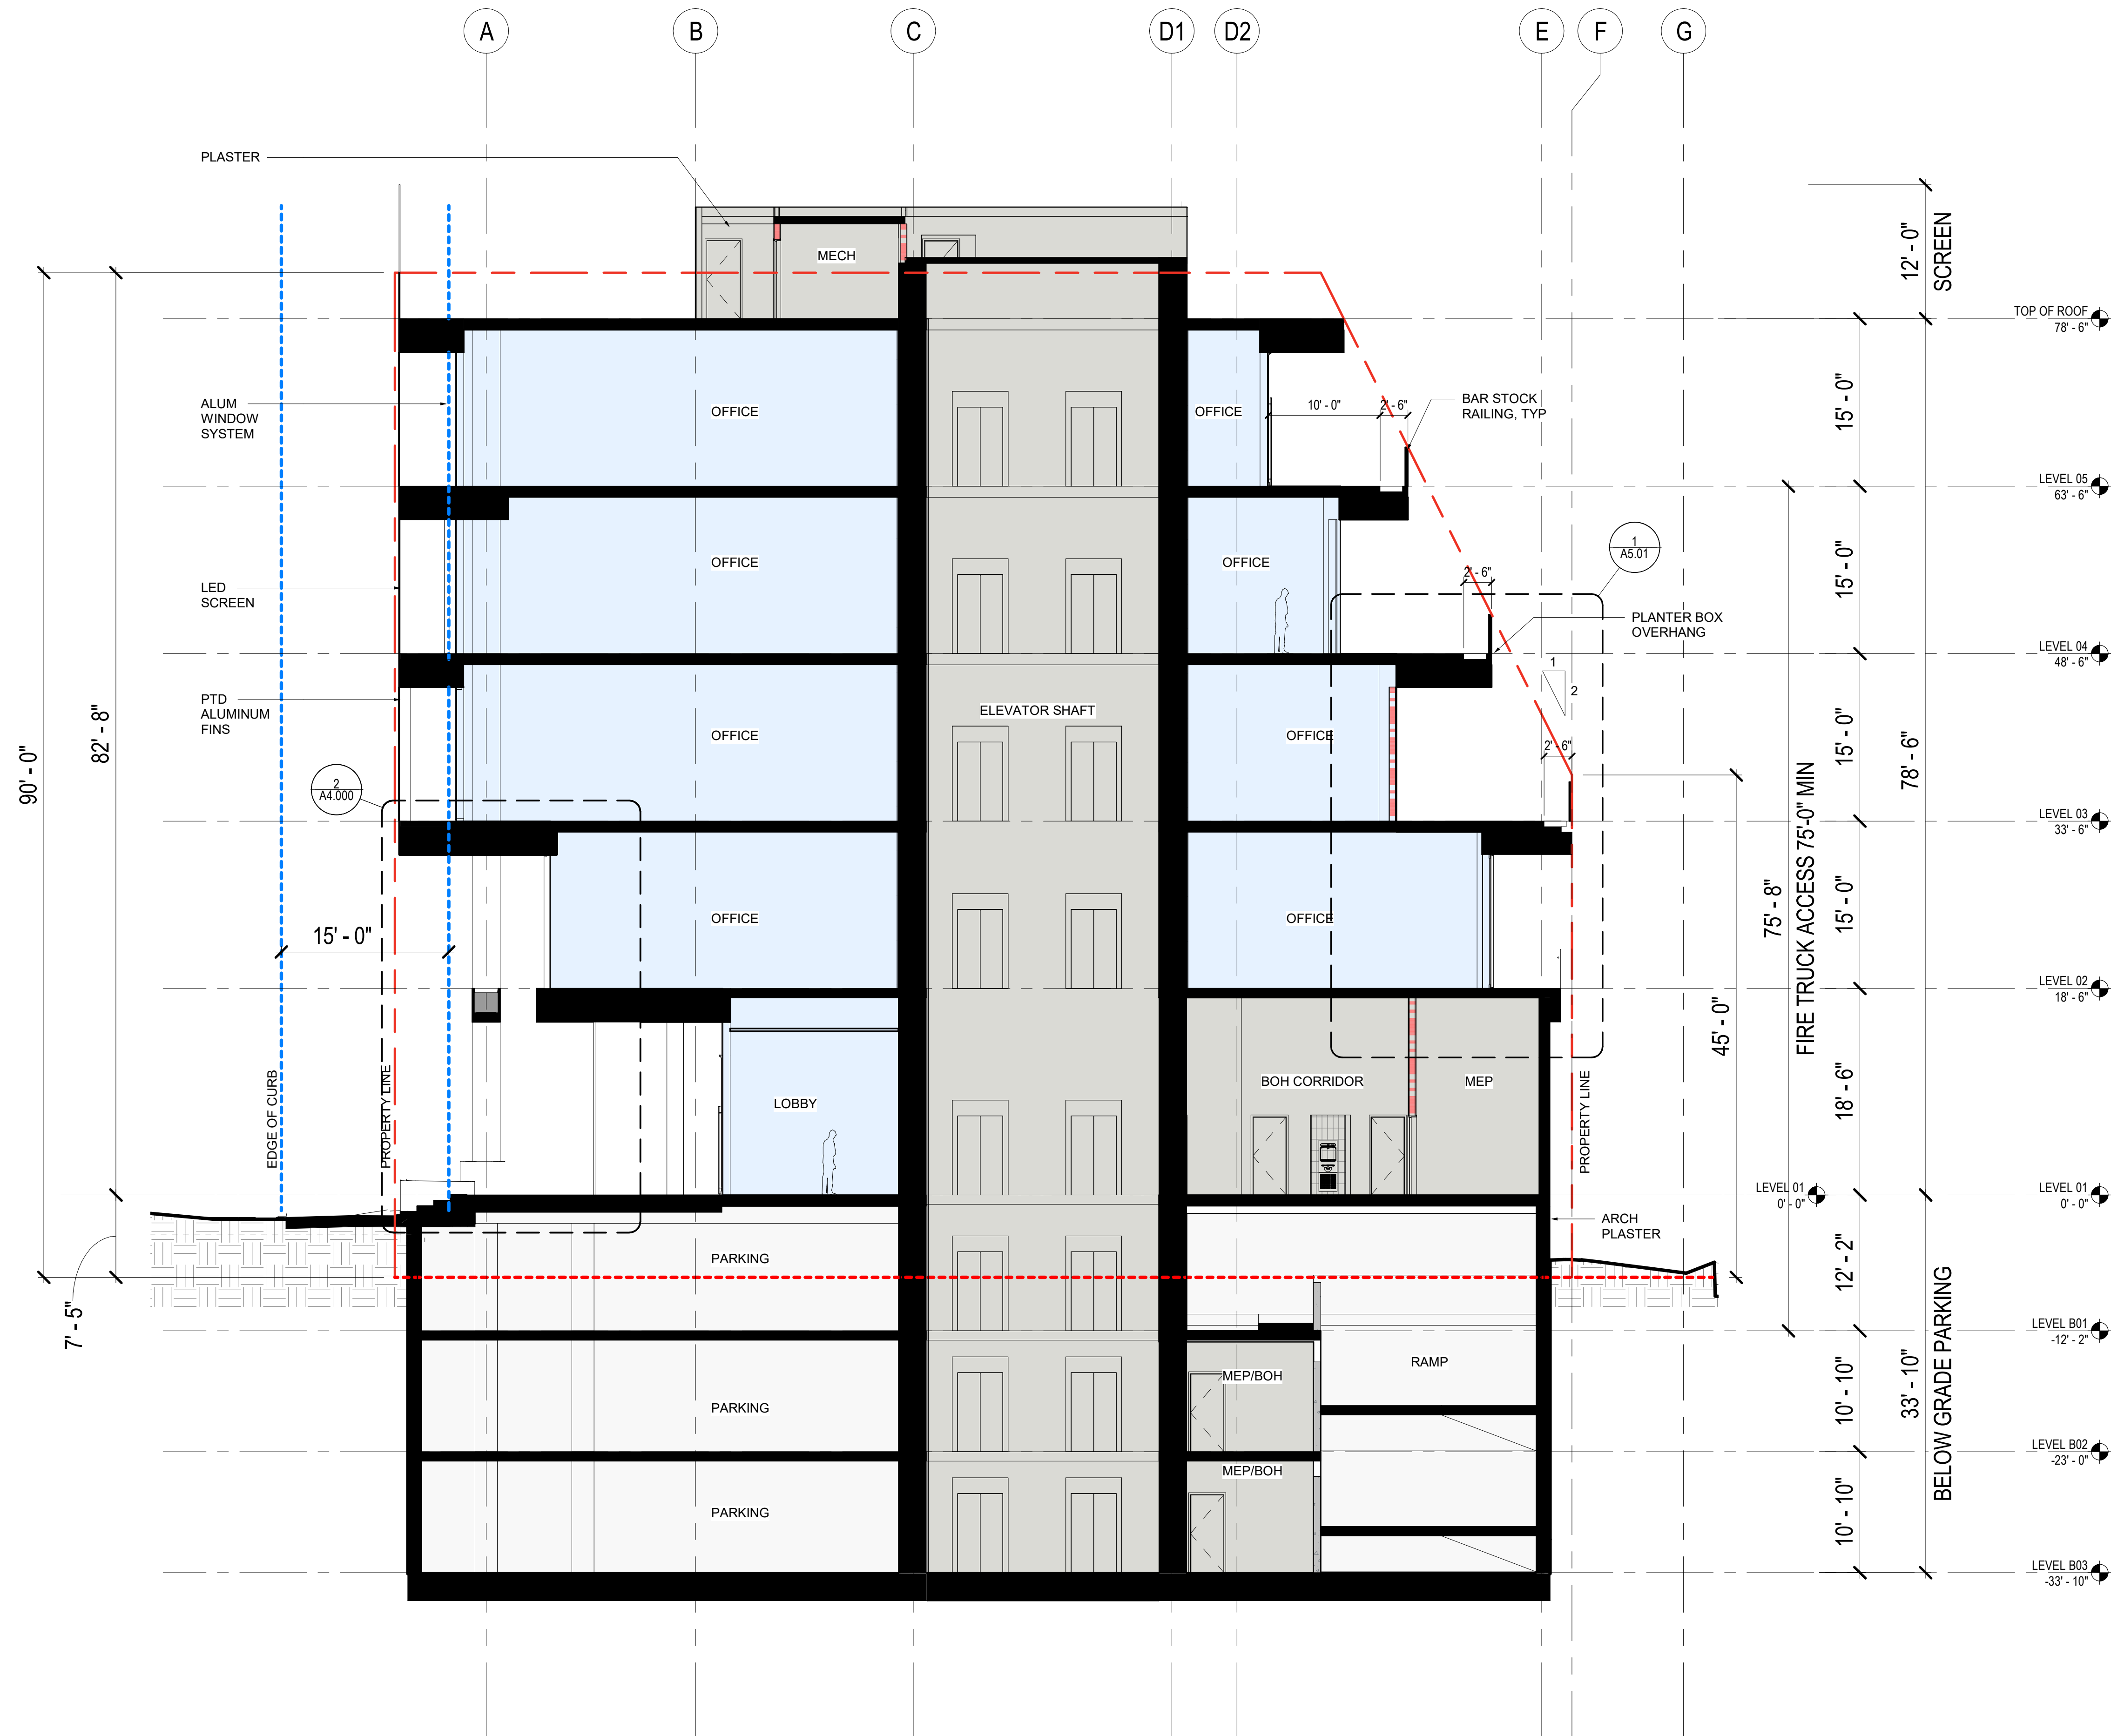 A
B
C
D1
D2
E
F
G
PLASTER
MECH
12' - 0"
SCREEN
TOP OF ROOF
78' - 6"
ALUM
WINDOW
SYSTEM
OFFICE
OFFICE
10' - 0"
2' - 6"
BAR STOCK
RAILING, TYP
15' - 0"
LEVEL 05
63' - 6"
1
A5.01
LED
SCREEN
OFFICE
OFFICE
2' - 6"
PLANTER BOX
OVERHANG
15' - 0"
LEVEL 04
48' - 6"
1
2
PTD
ALUMINUM
FINS
OFFICE
ELEVATOR SHAFT
OFFICE
2' - 6"
15' - 0"
78' - 6"
90' - 0"
82' - 8"
2
A4.000
LEVEL 03
33' - 6"
15' - 0"
OFFICE
OFFICE
75' - 8"
FIRE TRUCK ACCESS 75'-0" MIN
15' - 0"
LEVEL 02
18' - 6"
45' - 0"
EDGE OF CURB
PROPERTY LINE
LOBBY
BOH CORRIDOR
MEP
PROPERTY LINE
18' - 6"
LEVEL 01
0' - 0"
LEVEL 01
0' - 0"
ARCH
PLASTER
7' - 5"
PARKING
12' - 2"
LEVEL B01
-12' - 2"
PARKING
MEP/BOH
RAMP
10' - 10"
33' - 10"
BELOW GRADE PARKING
LEVEL B02
-23' - 0"
PARKING
MEP/BOH
10' - 10"
LEVEL B03
-33' - 10"